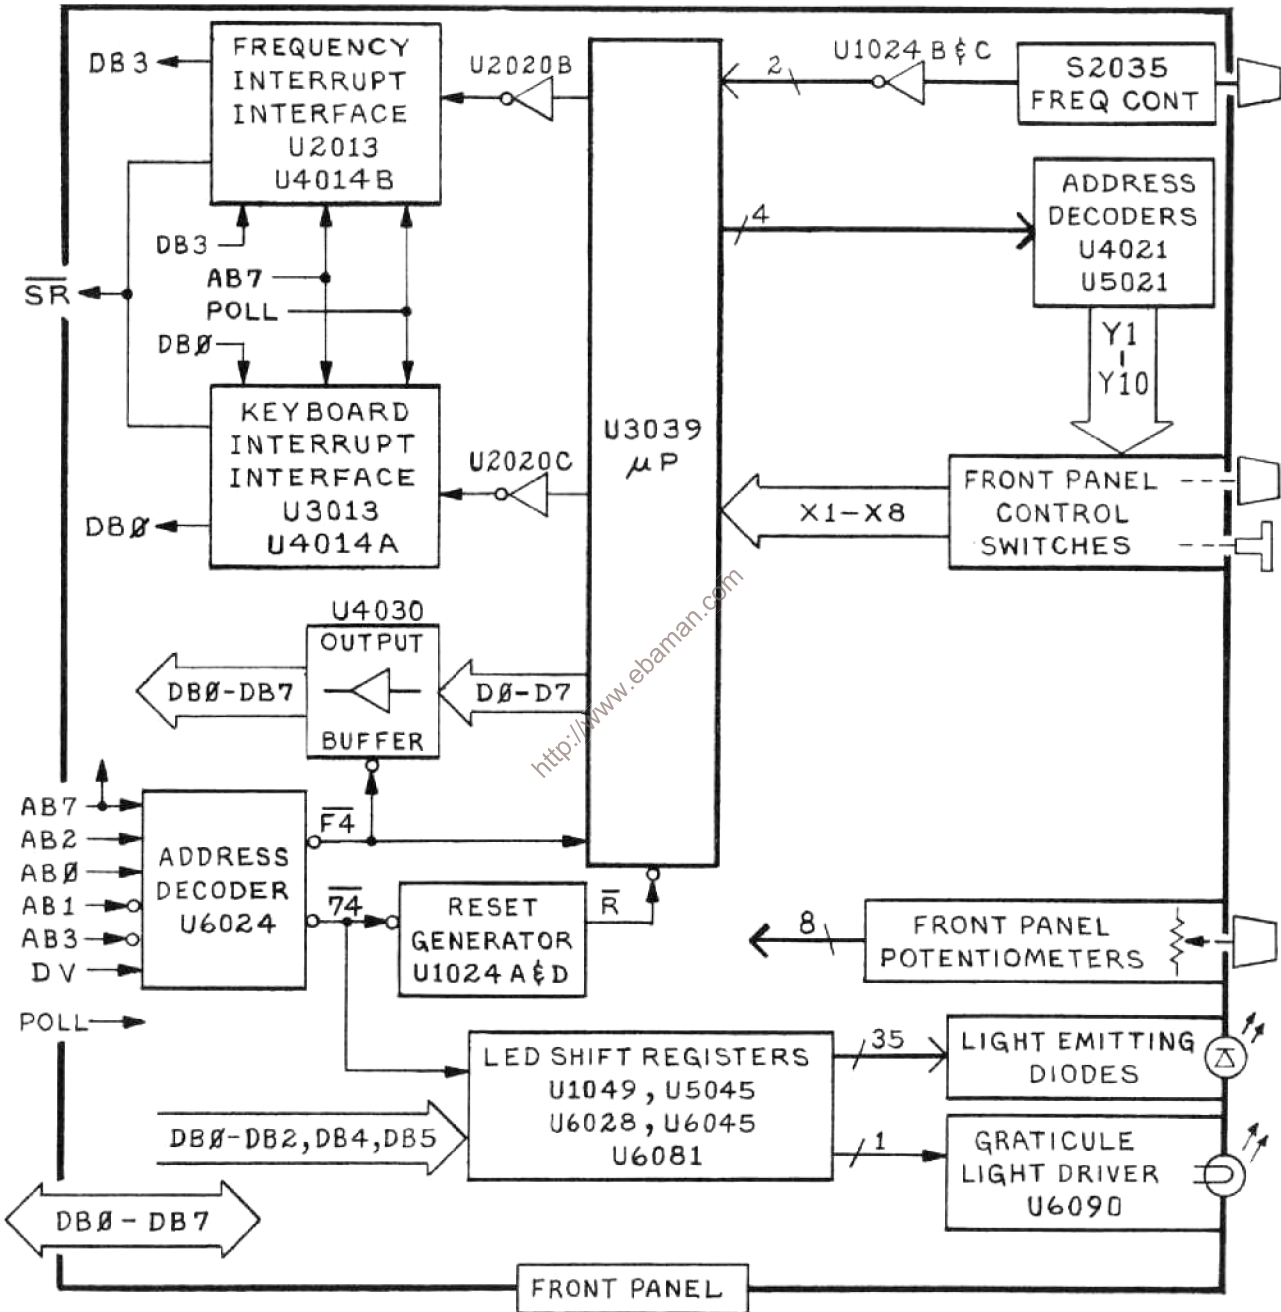 DB3
FREQUENCY
INTERRUPT
INTERFACE
U2013
U4014B
U2020B
2
U1024 B & C
S2035
FREQ CONT
4
ADDRESS
DECODERS
U4021
U5021
DB3
AB7
POLL
SR
DBØ
Y1
Y10
KEYBOARD
INTERRUPT
INTERFACE
U3013
U4014A
U2020C
DBØ
U3039
µP
X1-X8
FRONT PANEL
CONTROL
SWITCHES
U4030
OUTPUT
BUFFER
DBØ-DB7
DØ-D7
http://www.ebaman.com
AB7
AB2
ABØ
AB1
AB3
DV
POLL
ADDRESS
DECODER
U6024
F4
74
RESET
GENERATOR
U1024 A & D
R
8
FRONT PANEL
POTENTIOMETERS
LED SHIFT REGISTERS
U1049, U5045
U6028, U6045
U6081
35
LIGHT EMITTING
DIODES
1
GRATICULE
LIGHT DRIVER
U6090
DBØ-DB2,DB4,DB5
DBØ - DB7
FRONT PANEL